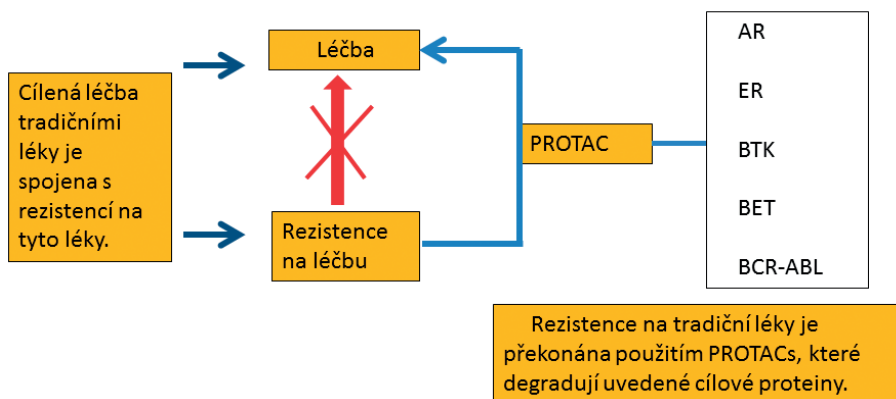 Cílená léčba
tradičními
léky je
spojena s
rezistencí na
tyto léky.
Léčba
Rezistence
na léčbu
PROTAC
AR
ER
BTK
BET
BCR-ABL
Rezistence na tradiční léky je
překonána použitím PROTACs, které
degradují uvedené cílové proteiny.